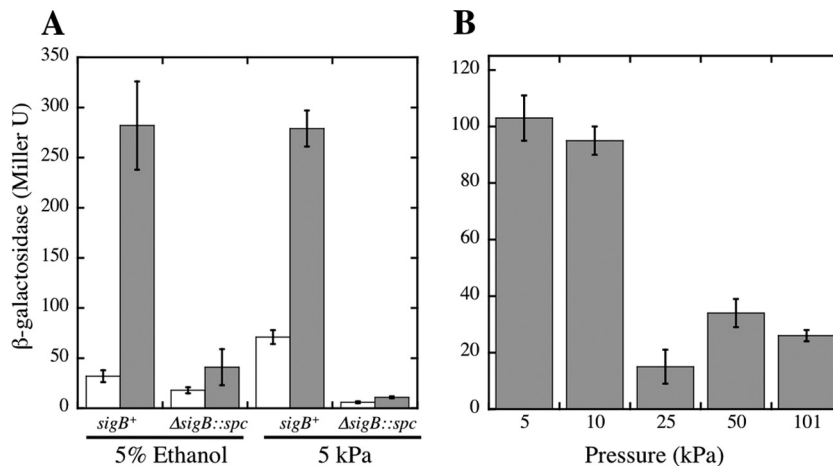 A
β-galactosidase (Miller U)
350
300
250
200
150
100
50
0
sigB⁺ ΔsigB::spc sigB⁺ ΔsigB::spc
5% Ethanol 5 kPa
B
120
100
80
60
40
20
0
5 10 25 50 101
Pressure (kPa)